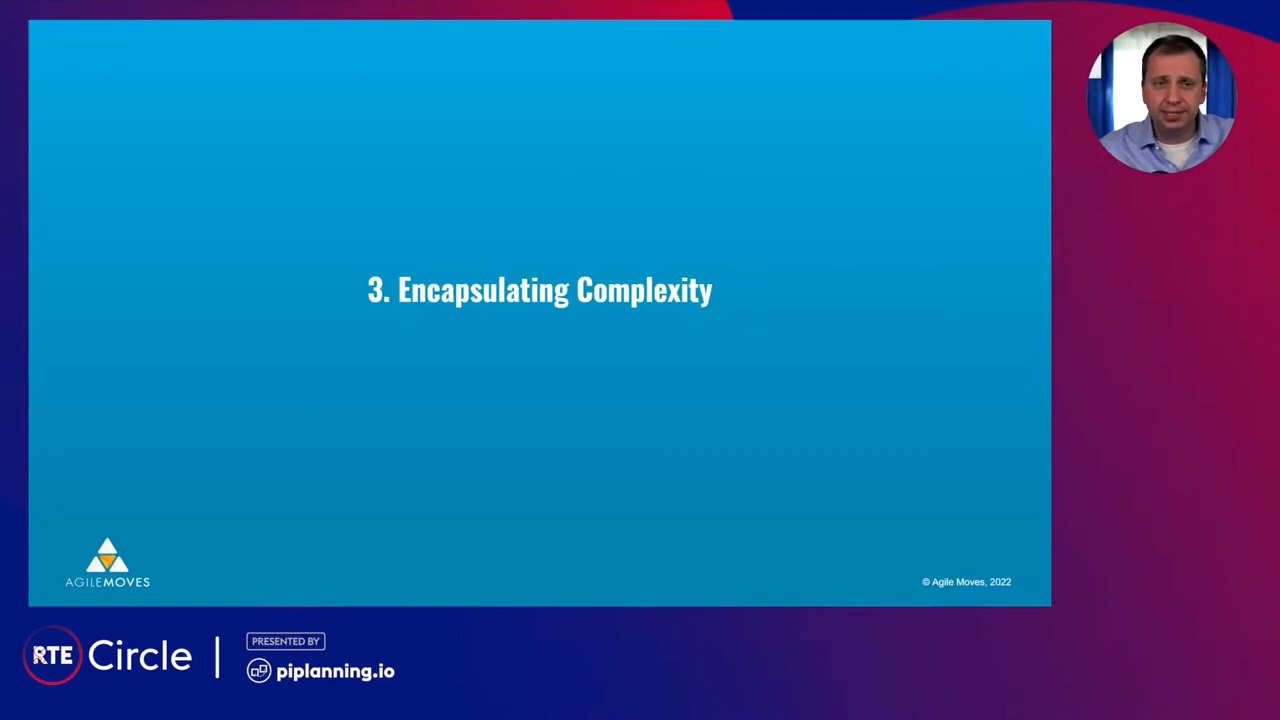 3. Encapsulating Complexity
AGILEMOVES
© Agile Moves, 2022
RTE Circle
PRESENTED BY
piplanning.io